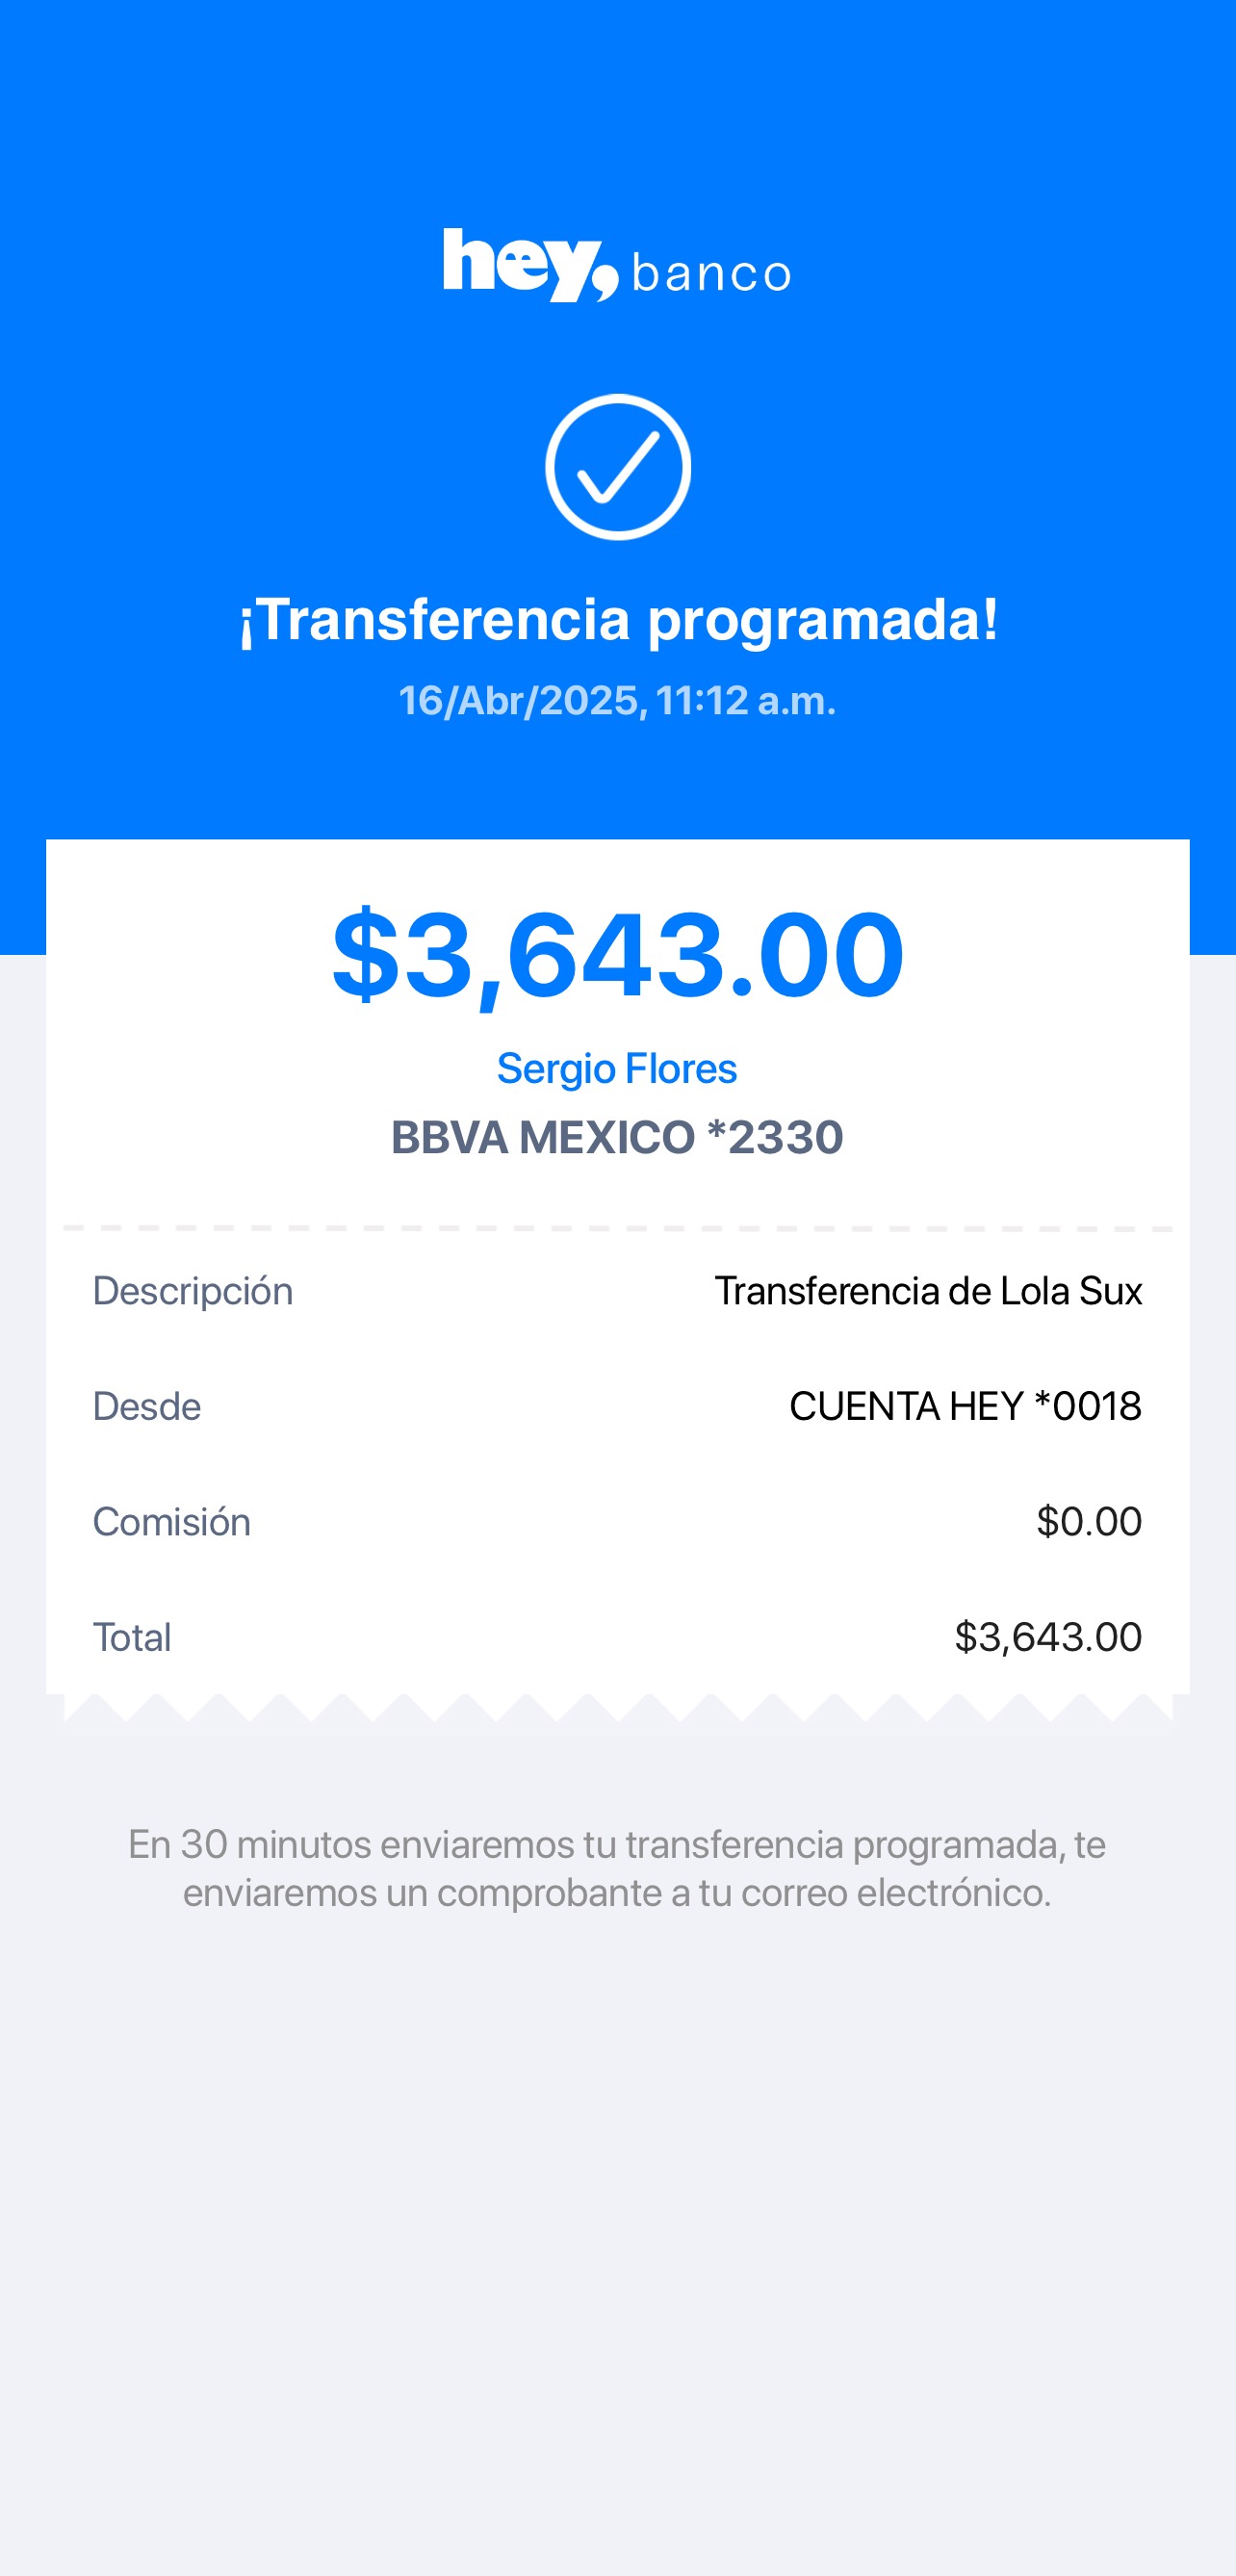 hey, banco
¡Transferencia programada!
16/Abr/2025, 11:12 a.m.
$3,643.00
Sergio Flores
BBVA MEXICO *2330
Descripción Transferencia de Lola Sux
Desde CUENTA HEY *0018
Comisión $0.00
Total $3,643.00
En 30 minutos enviaremos tu transferencia programada, te
enviaremos un comprobante a tu correo electrónico.